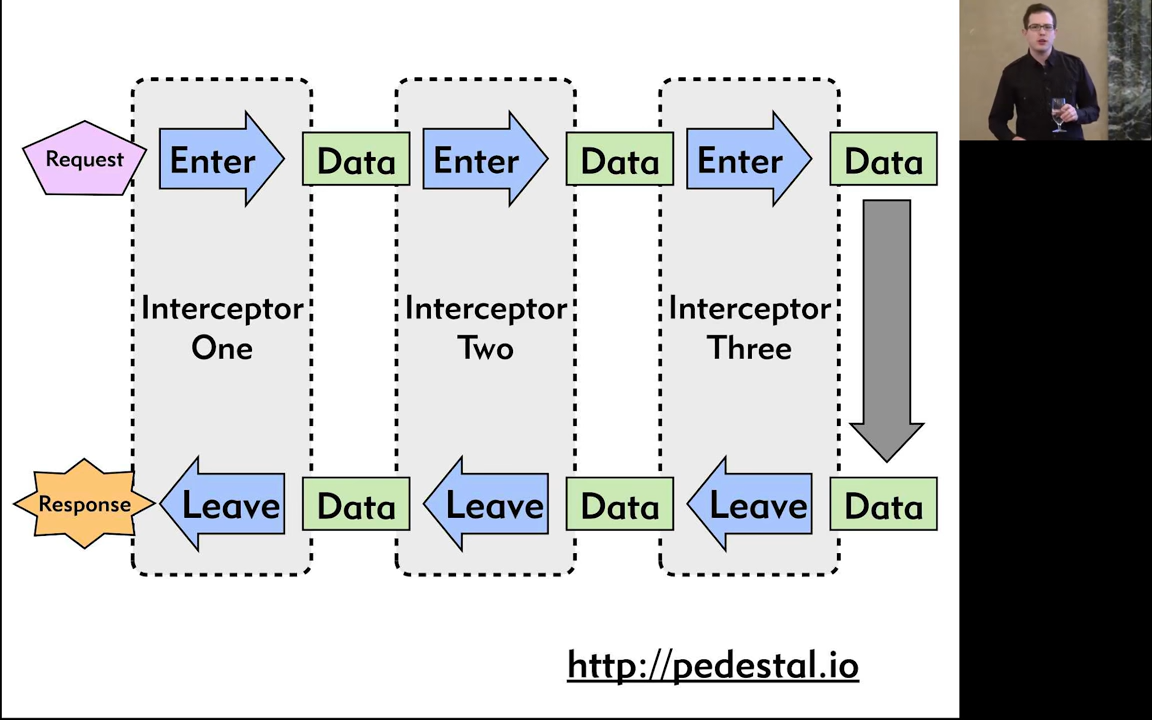 Request Enter Data Enter Data Enter Data
Interceptor One
Interceptor Two
Interceptor Three
Response Leave Data Leave Data Leave Data
http://pedestal.io